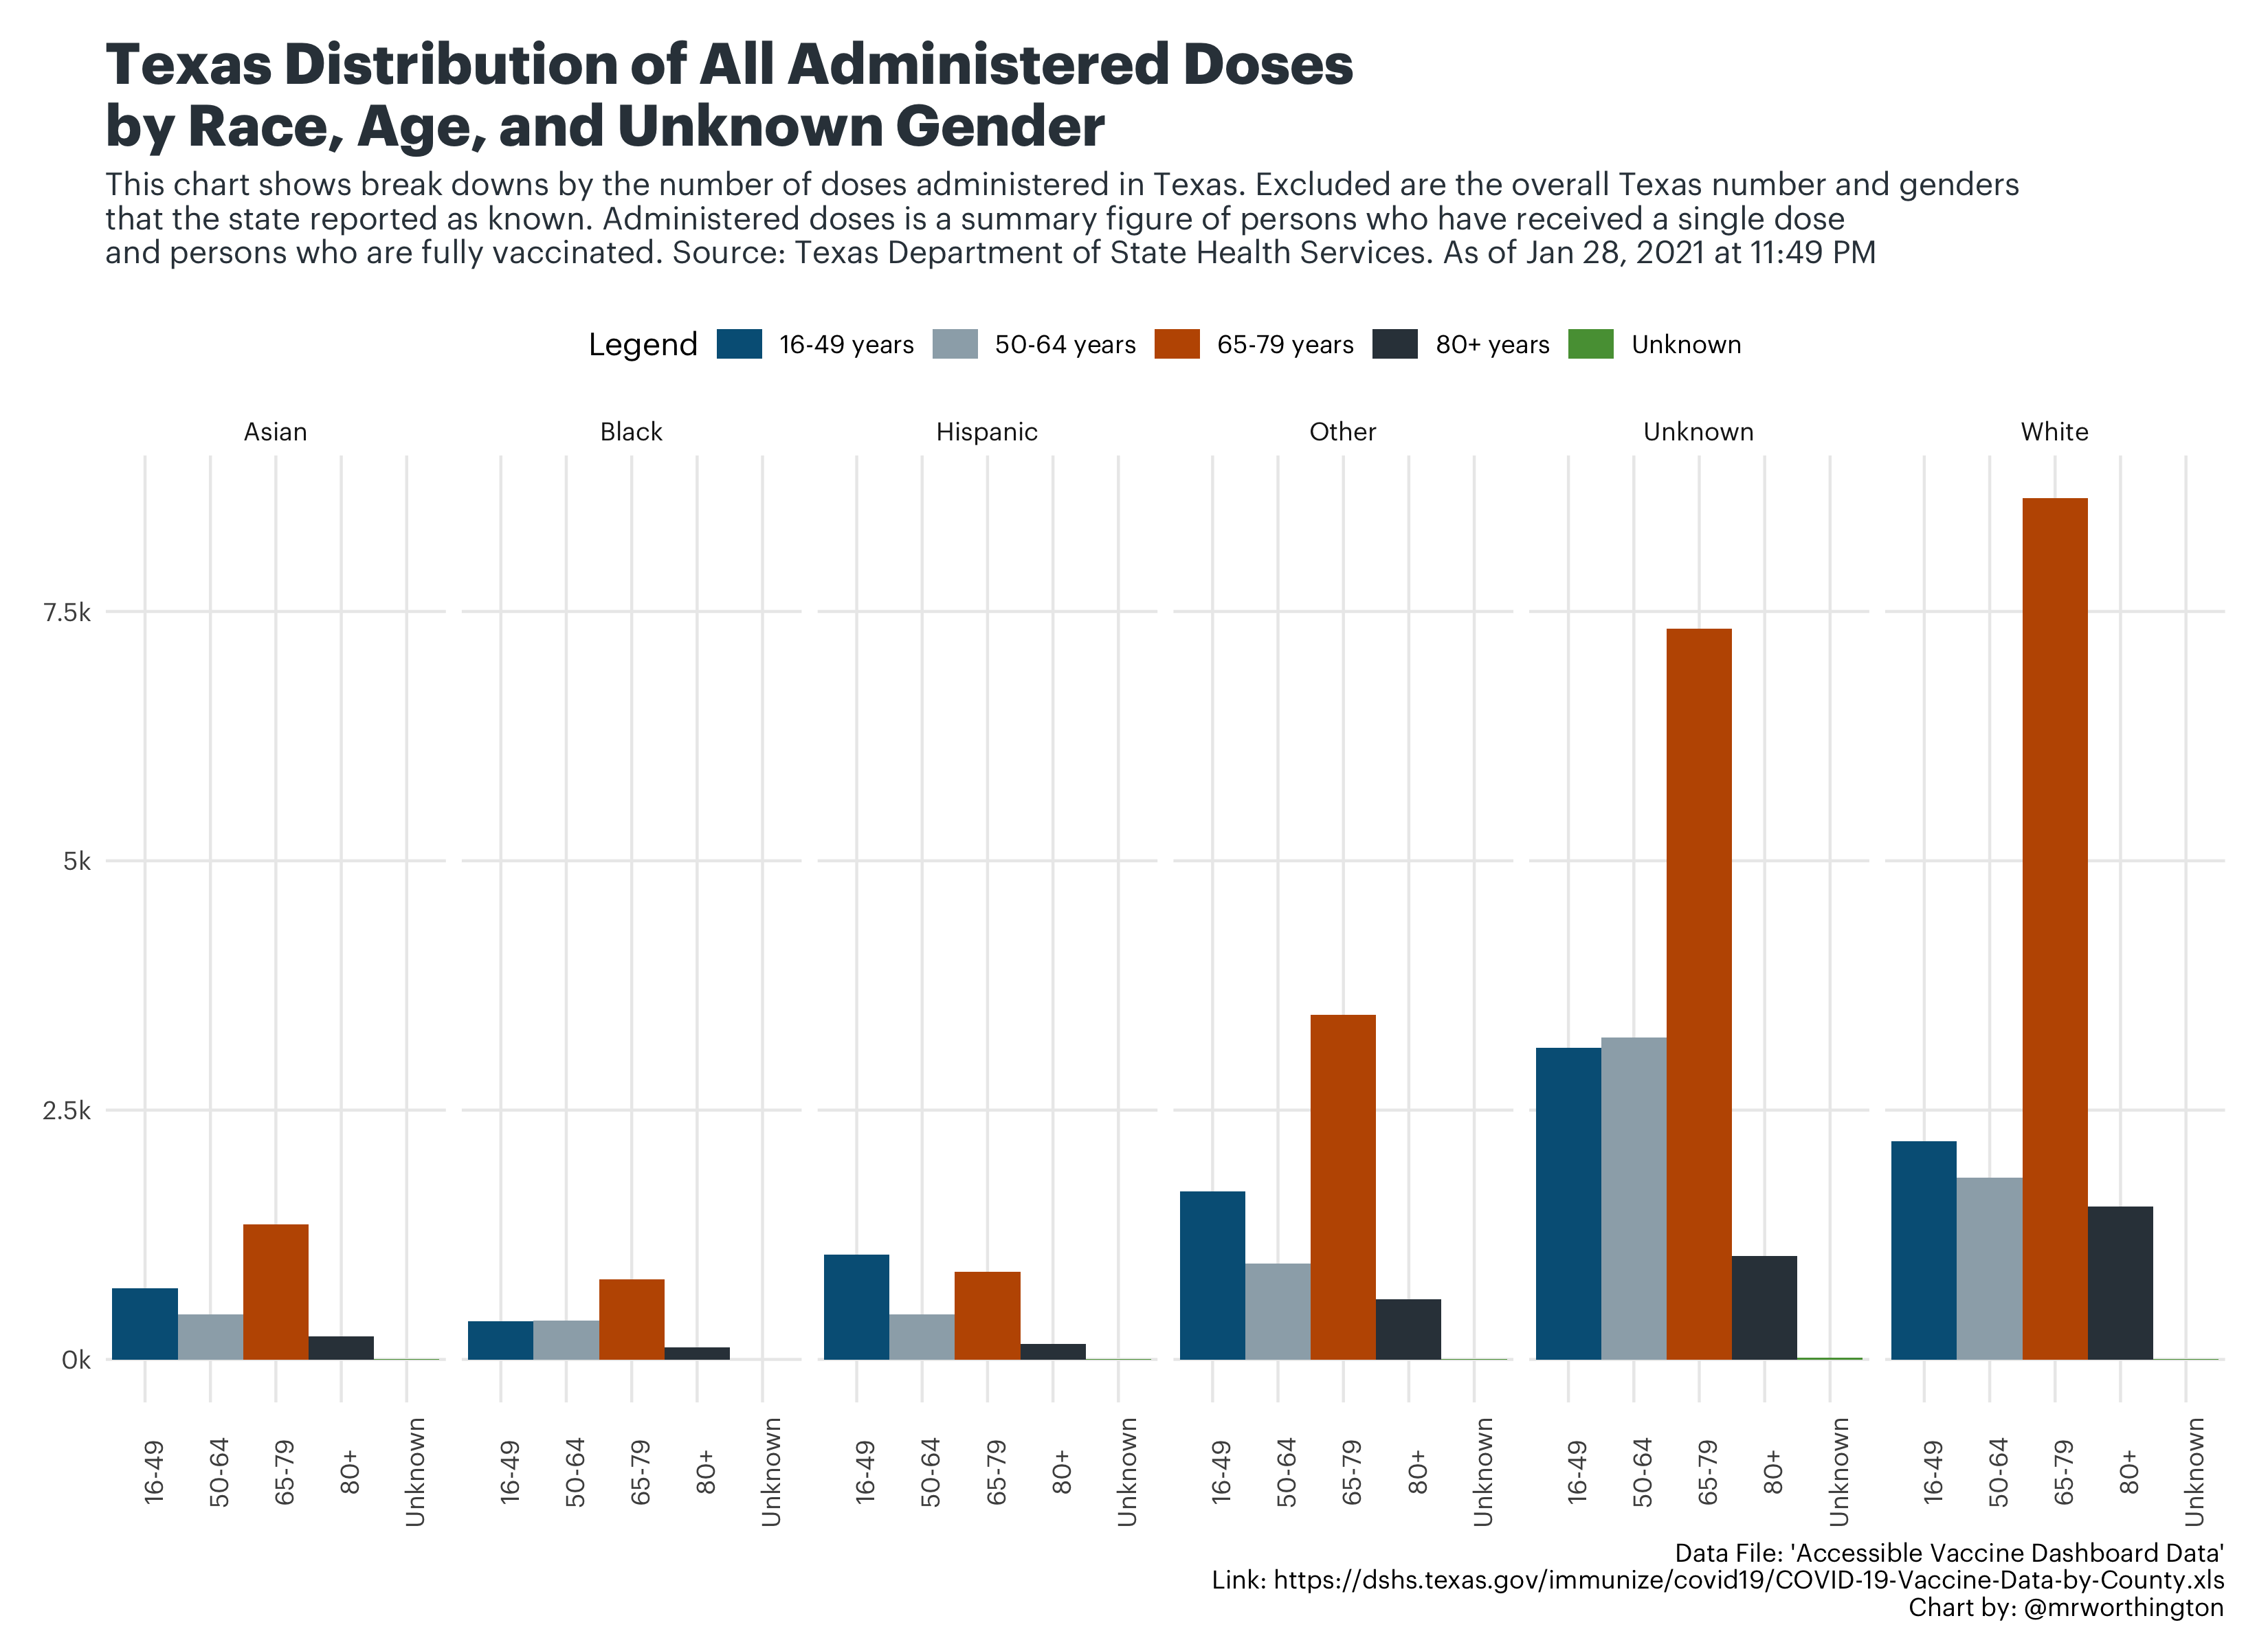 Texas Distribution of All Administered Doses
by Race, Age, and Unknown Gender
This chart shows break downs by the number of doses administered in Texas. Excluded are the overall Texas number and genders
that the state reported as known. Administered doses is a summary figure of persons who have received a single dose
and persons who are fully vaccinated. Source: Texas Department of State Health Services. As of Jan 28, 2021 at 11:49 PM
Legend 16-49 years 50-64 years 65-79 years 80+ years Unknown
Asian Black Hispanic Other Unknown White
7.5k
5k
2.5k
0k
16-49 50-64 65-79 80+ Unknown 16-49 50-64 65-79 80+ Unknown 16-49 50-64 65-79 80+ Unknown 16-49 50-64 65-79 80+ Unknown 16-49 50-64 65-79 80+ Unknown 16-49 50-64 65-79 80+ Unknown
Data File: 'Accessible Vaccine Dashboard Data'
Link: https://dshs.texas.gov/immunize/covid19/COVID-19-Vaccine-Data-by-County.xls
Chart by: @mrworthington